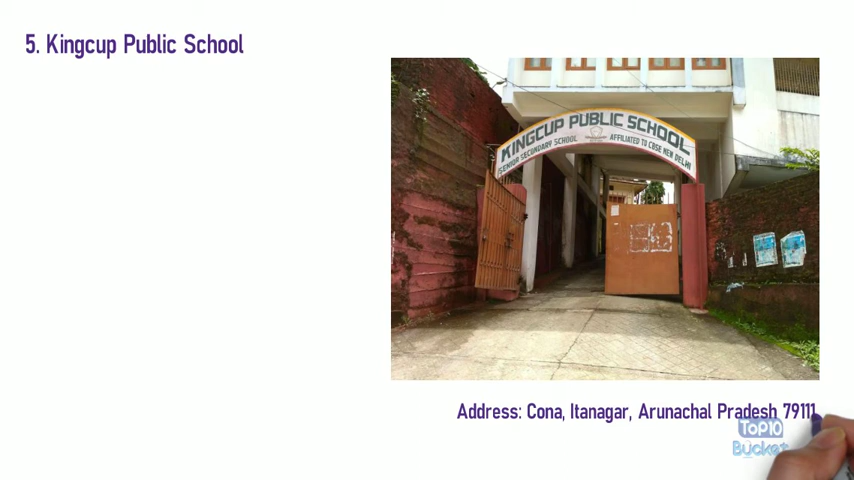 5. Kingcup Public School
KINGCUP PUBLIC SCHOOL
SENIOR SECONDARY SCHOOL AFFILIATED TO CBSE NEW DELHI
Address: Cona, Itanagar, Arunachal Pradesh 79111
Top10
Bucket